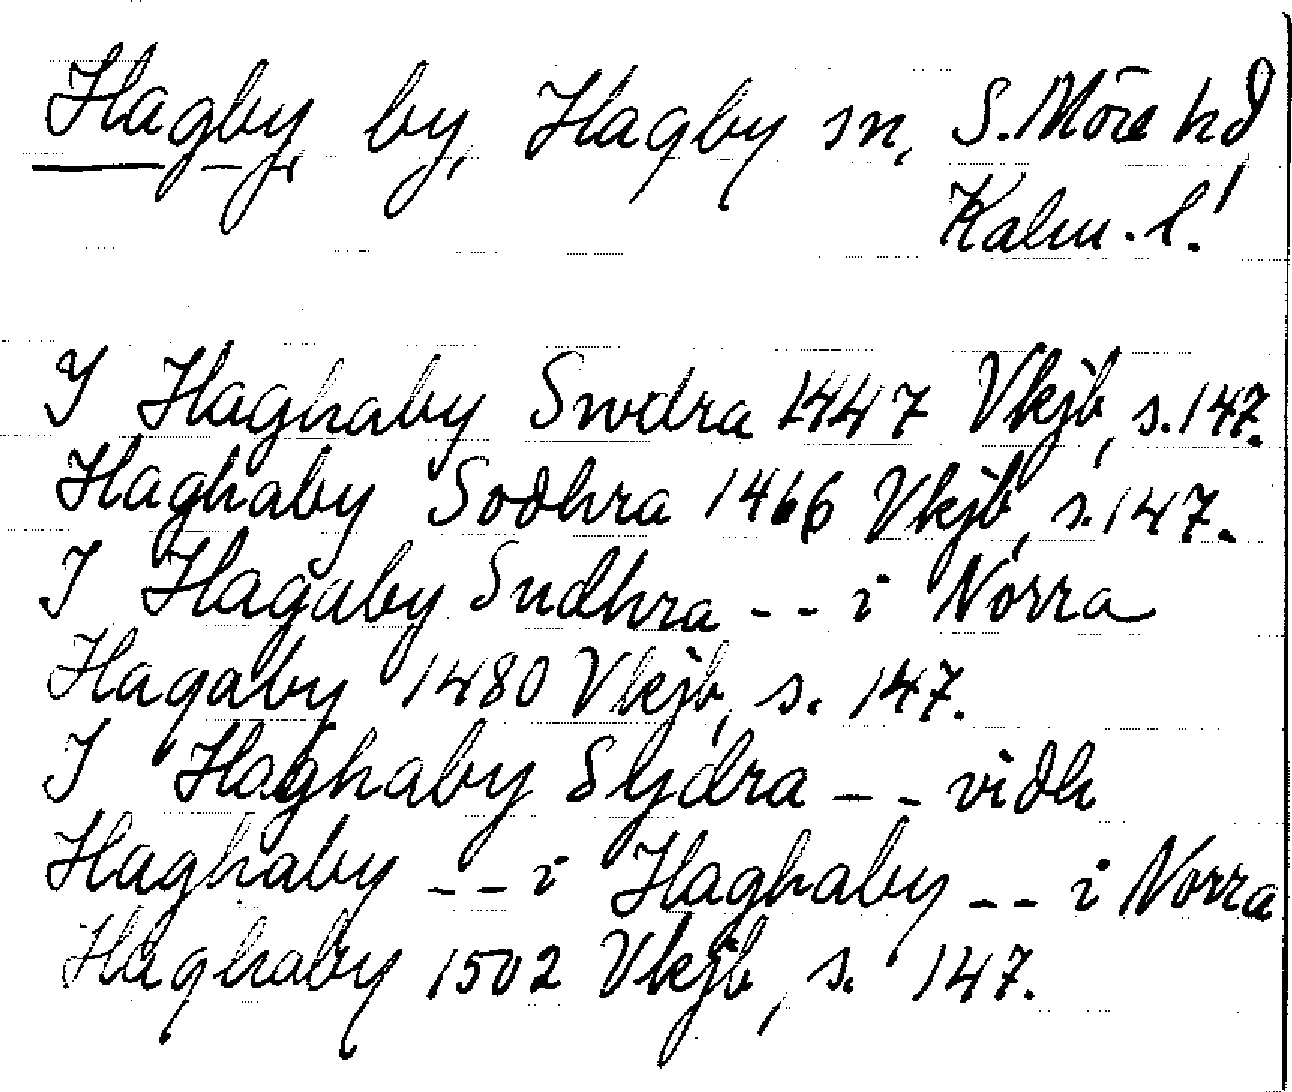 Hagby by, Hagby sn, S. Möre hd,
Kalm. l.
I Haghaby Swdra 1447 Vkjb, s. 147.
Haghaby Sodhra 1466 Vkjb, s. 147.
I Hagaby Sudhra -- i Norra
Hagaby 1480 Vkjb, s. 147.
I Haghaby Sydra -- vidh
Haghaby -- i Haghaby -- i Norra
Haghaby 1502 Vkjb, s. 147.